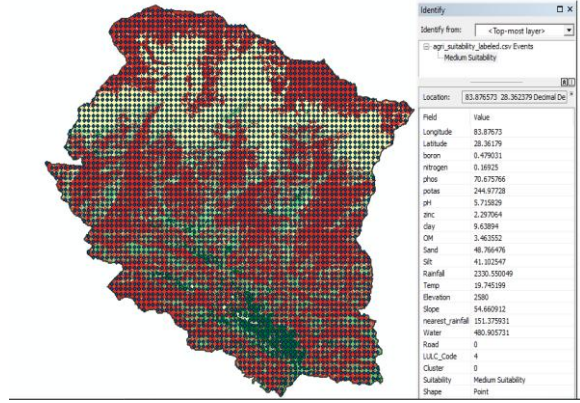 Identify
Identify from: <Top-most layer>
agri_suitability_labeled.csv Events
Medium Suitability
Location: 83.876573 28.362379 Decimal De
Field Value
Longitude 83.87673
Latitude 28.36179
boron 0.479031
nitrogen 0.16925
phos 70.675766
potas 244.97728
pH 5.715829
zinc 2.297064
clay 9.63894
OM 3.463552
Sand 48.766476
Silt 41.102547
Rainfall 2330.550049
Temp 19.745199
Elevation 2580
Slope 54.660912
nearest_rainfall 151.375931
Water 480.905731
Road 0
LULC_Code 4
Cluster 0
Suitability Medium Suitability
Shape Point